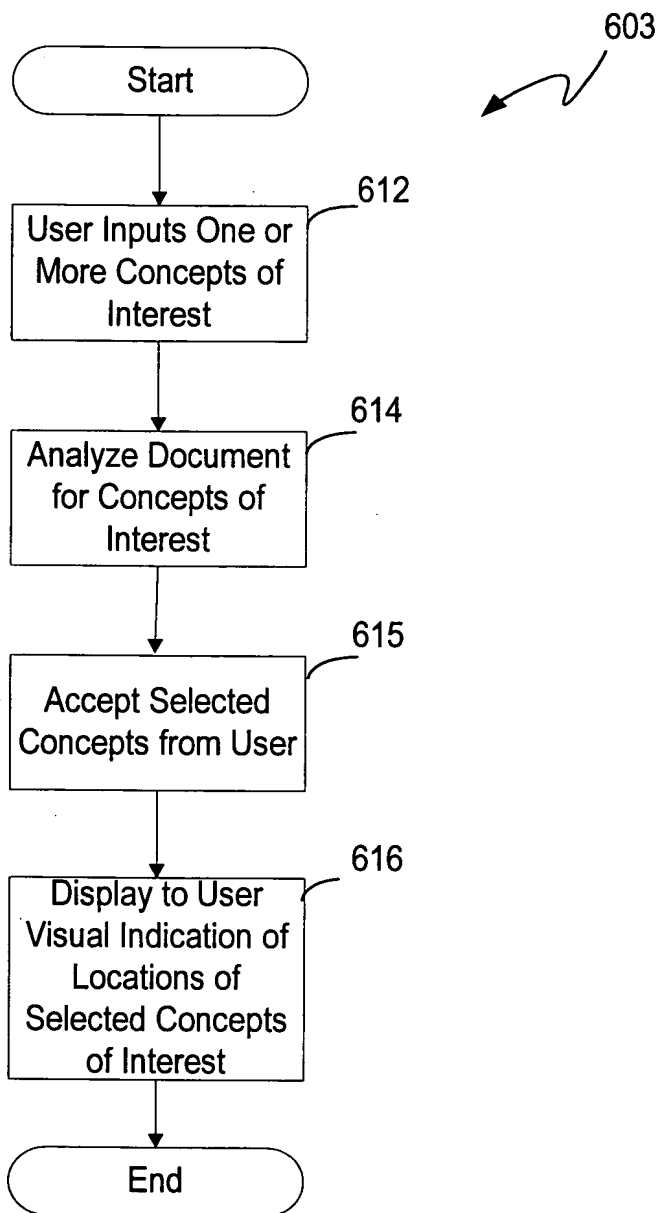 603
Start
612
User Inputs One or
More Concepts of
Interest
614
Analyze Document
for Concepts of
Interest
615
Accept Selected
Concepts from User
616
Display to User
Visual Indication of
Locations of
Selected Concepts
of Interest
End